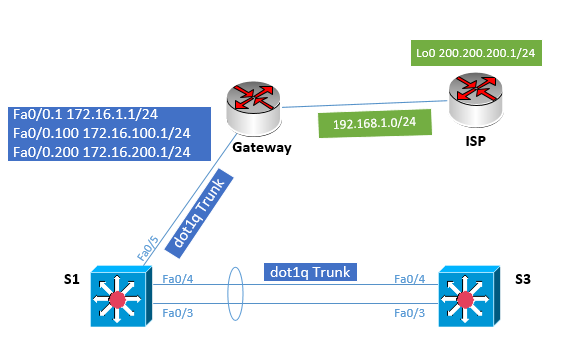 Lo0 200.200.200.1/24
Fa0/0.1 172.16.1.1/24
Fa0/0.100 172.16.100.1/24
Fa0/0.200 172.16.200.1/24
192.168.1.0/24
Gateway
ISP
dot1q Trunk
Fa0/5
dot1q Trunk
S1
Fa0/4
Fa0/4
S3
Fa0/3
Fa0/3